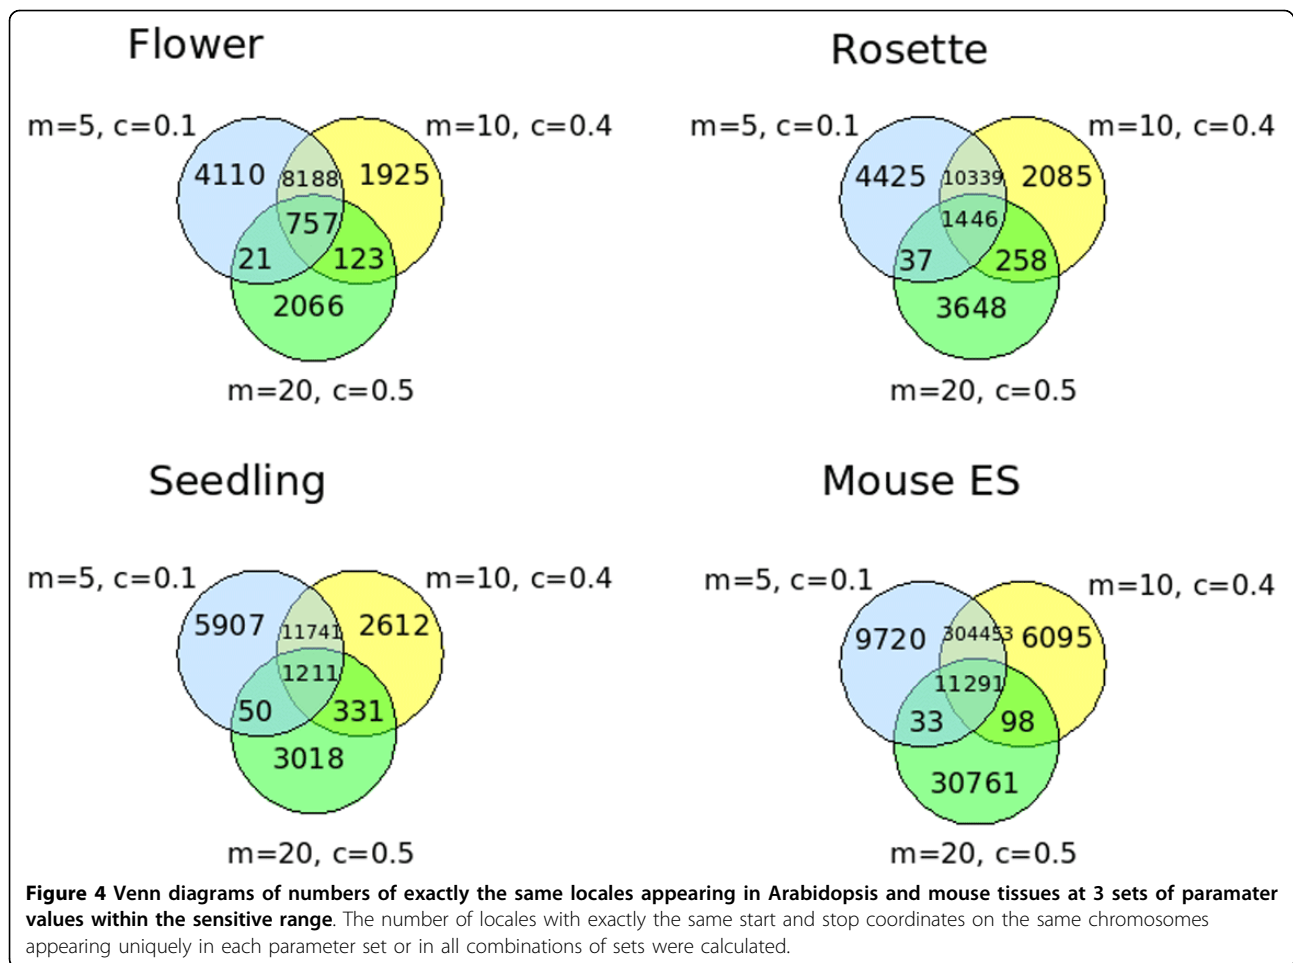 Flower
m=5, c=0.1
m=10, c=0.4
4110
8188
1925
757
21
123
2066
m=20, c=0.5
Rosette
m=5, c=0.1
m=10, c=0.4
4425
10339
2085
1446
37
258
3648
m=20, c=0.5
Seedling
m=5, c=0.1
m=10, c=0.4
5907
11741
2612
1211
50
331
3018
m=20, c=0.5
Mouse ES
m=5, c=0.1
m=10, c=0.4
9720
304453
6095
11291
33
98
30761
m=20, c=0.5
Figure 4 Venn diagrams of numbers of exactly the same locales appearing in Arabidopsis and mouse tissues at 3 sets of paramater
values within the sensitive range. The number of locales with exactly the same start and stop coordinates on the same chromosomes
appearing uniquely in each parameter set or in all combinations of sets were calculated.